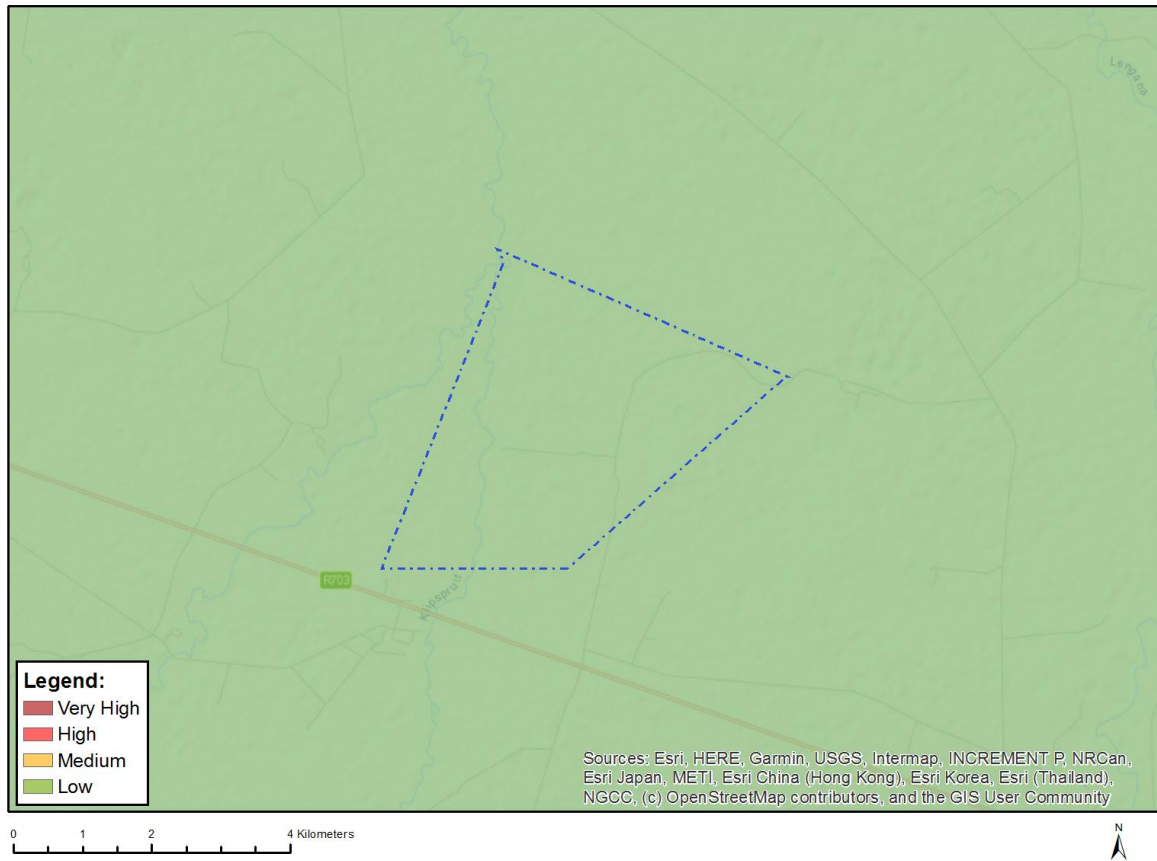 Langana
R703
Klipspruit
Legend:
Very High
High
Medium
Low
Sources: Esri, HERE, Garmin, USGS, Intermap, INCREMENT P, NRCan,
Esri Japan, METI, Esri China (Hong Kong), Esri Korea, Esri (Thailand),
NGCC, (c) OpenStreetMap contributors, and the GIS User Community
0 1 2 4 Kilometers
N